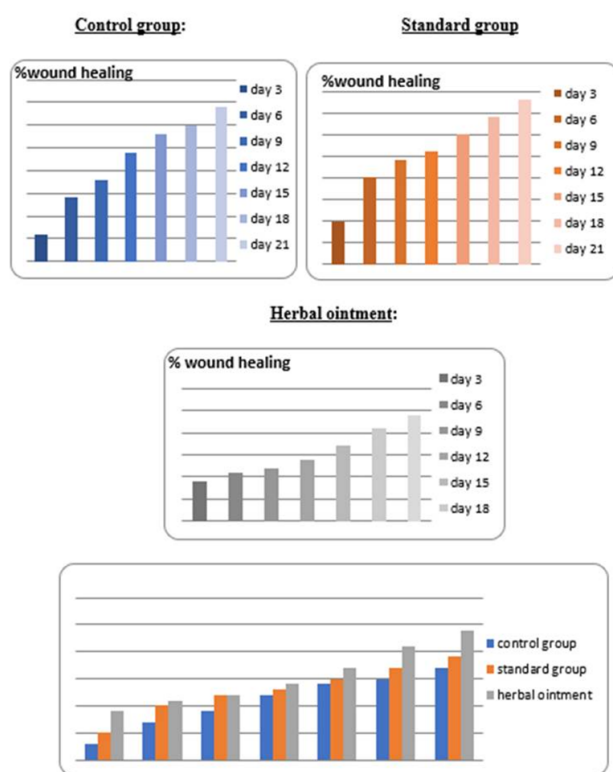 Control group:
Standard group
%wound healing
day 3
day 6
day 9
day 12
day 15
day 18
day 21
%wound healing
day 3
day 6
day 9
day 12
day 15
day 18
day 21
Herbal ointment:
% wound healing
day 3
day 6
day 9
day 12
day 15
day 18
control group
standard group
herbal ointment